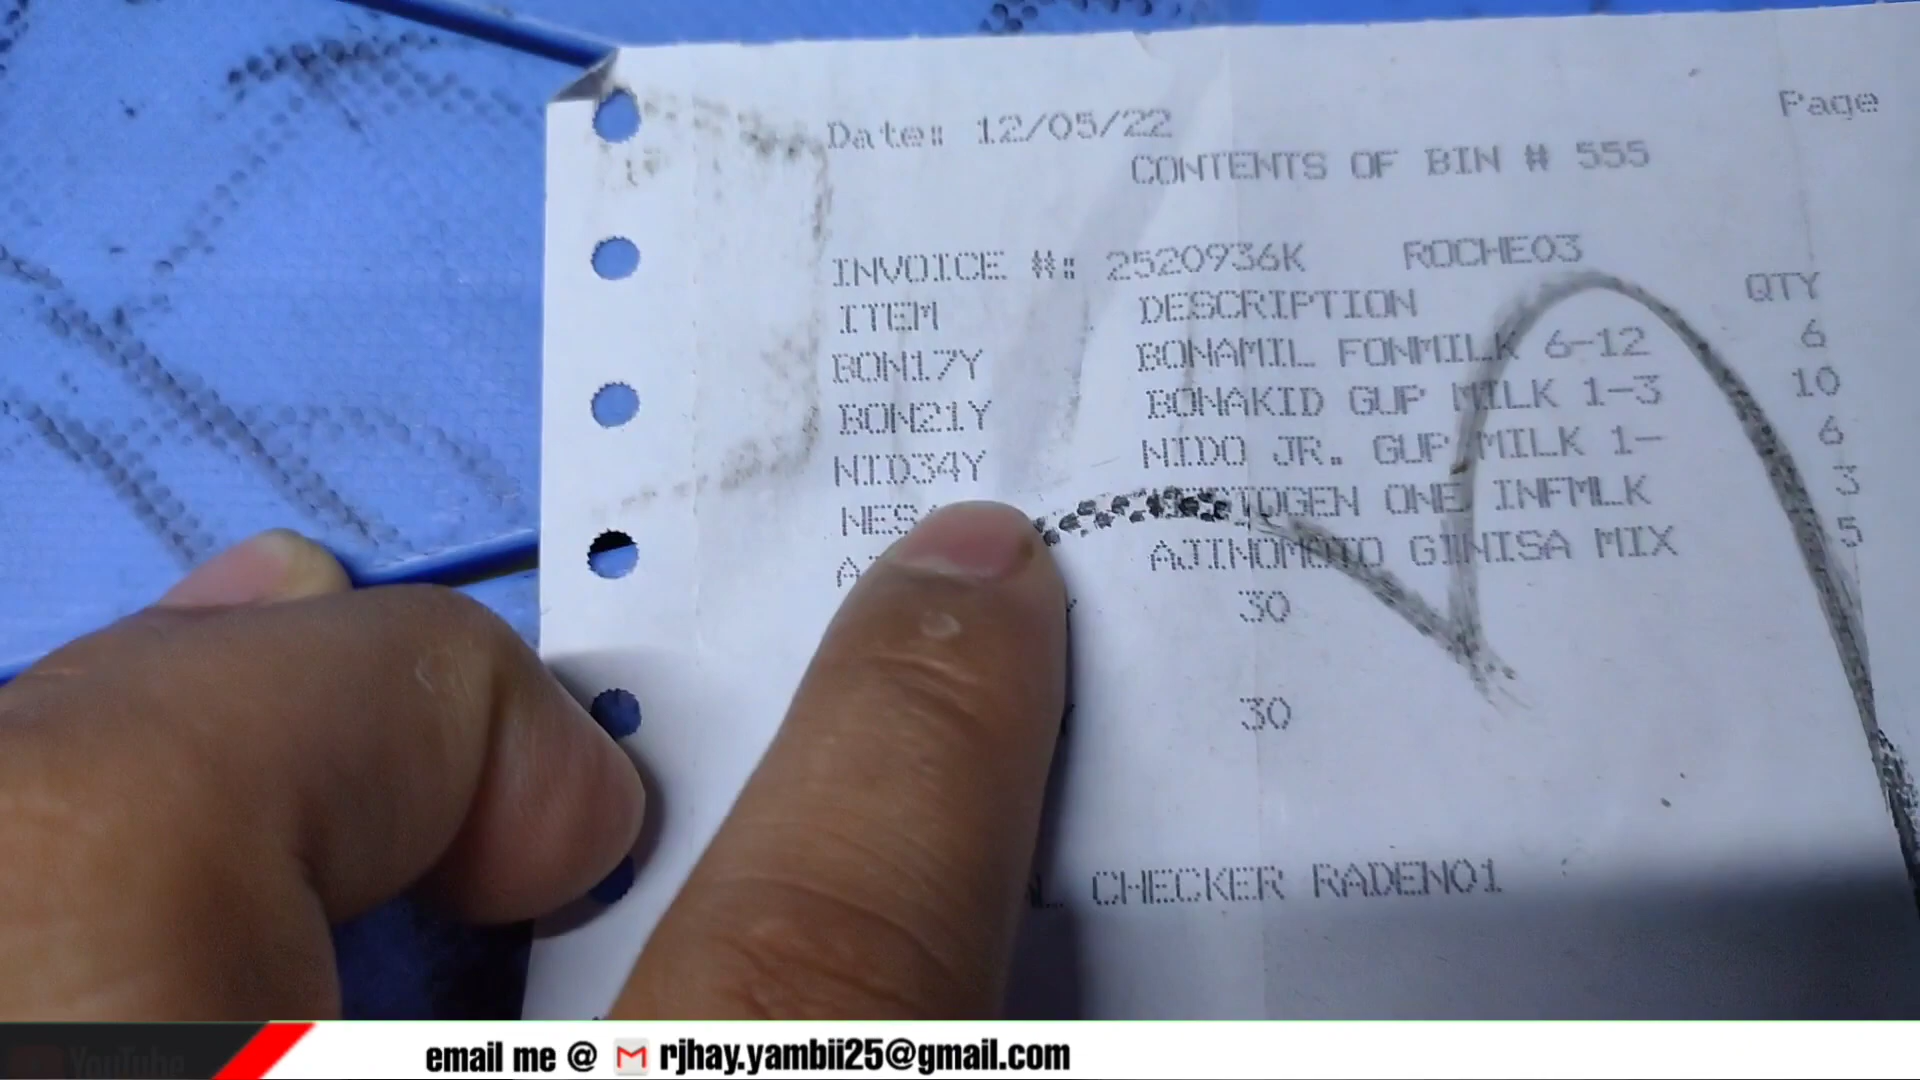 Date: 12/05/22 Page
CONTENTS OF BIN # 555
INVOICE #: 2520936K ROCHE03
ITEM DESCRIPTION QTY
BON17Y BONAMIL FONMILK 6-12 6
BON21Y BONAKID GUP MILK 1-3 10
NID34Y NIDO JR. GUP MILK 1- 6
NES ONE INFMLK 3
AJINOMOTO GINISA MIX 5
30
30
CHECKER RADEN01
YouTube
email me @ rjhay.yambii25@gmail.com